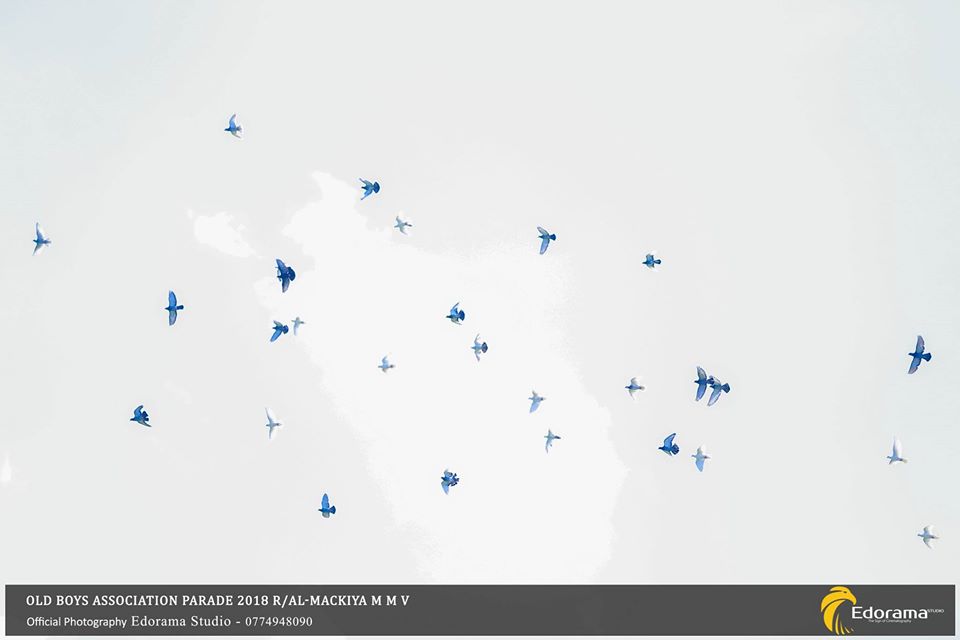 OLD BOYS ASSOCIATION PARADE 2018 R/AL-MACKIYA M M V
Official Photography Edorama Studio - 0774948090
Edorama STUDIO
The Sign of Cinematography